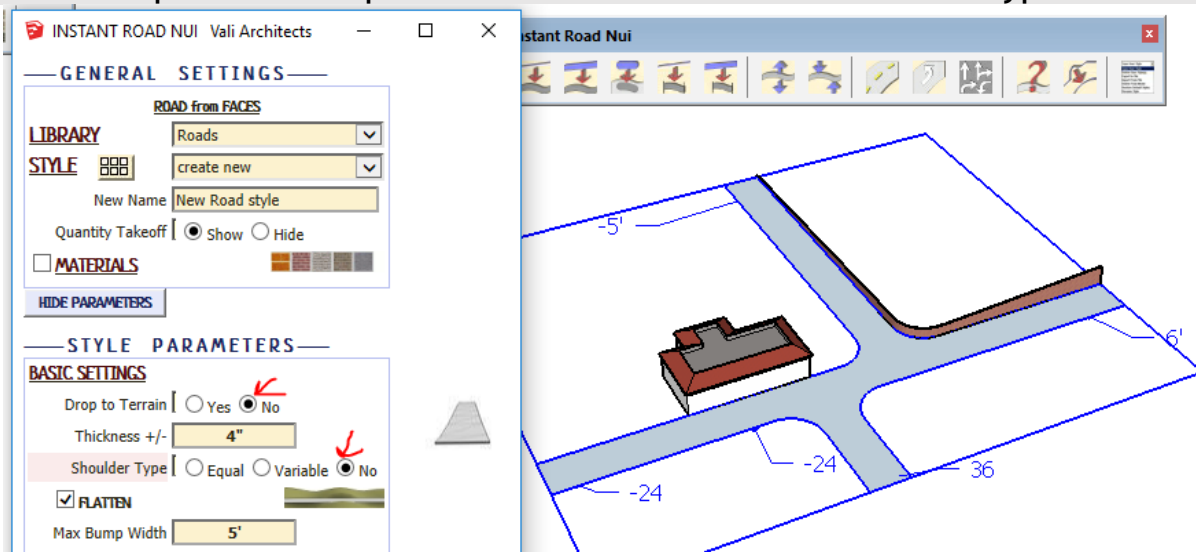 INSTANT ROAD NUI Vali Architects
GENERAL SETTINGS
ROAD from FACES
LIBRARY Roads
STYLE create new
New Name New Road style
Quantity Takeoff Show Hide
MATERIALS
HIDE PARAMETERS
STYLE PARAMETERS
BASIC SETTINGS
Drop to Terrain Yes No
Thickness +/- 4"
Shoulder Type Equal Variable No
FLATTEN
Max Bump Width 5'
Instant Road Nui
-5'
6'
-24
36
-24